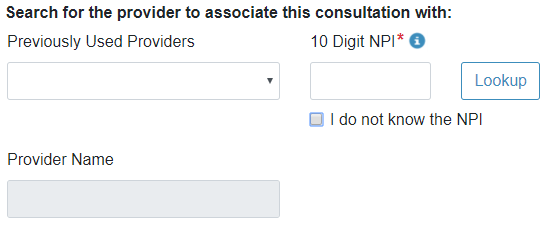 Search for the provider to associate this consultation with:
Previously Used Providers
10 Digit NPI*
Lookup
I do not know the NPI
Provider Name